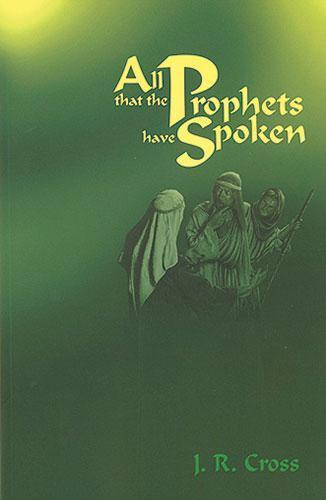 All
that the Prophets
have Spoken
J. R. Cross